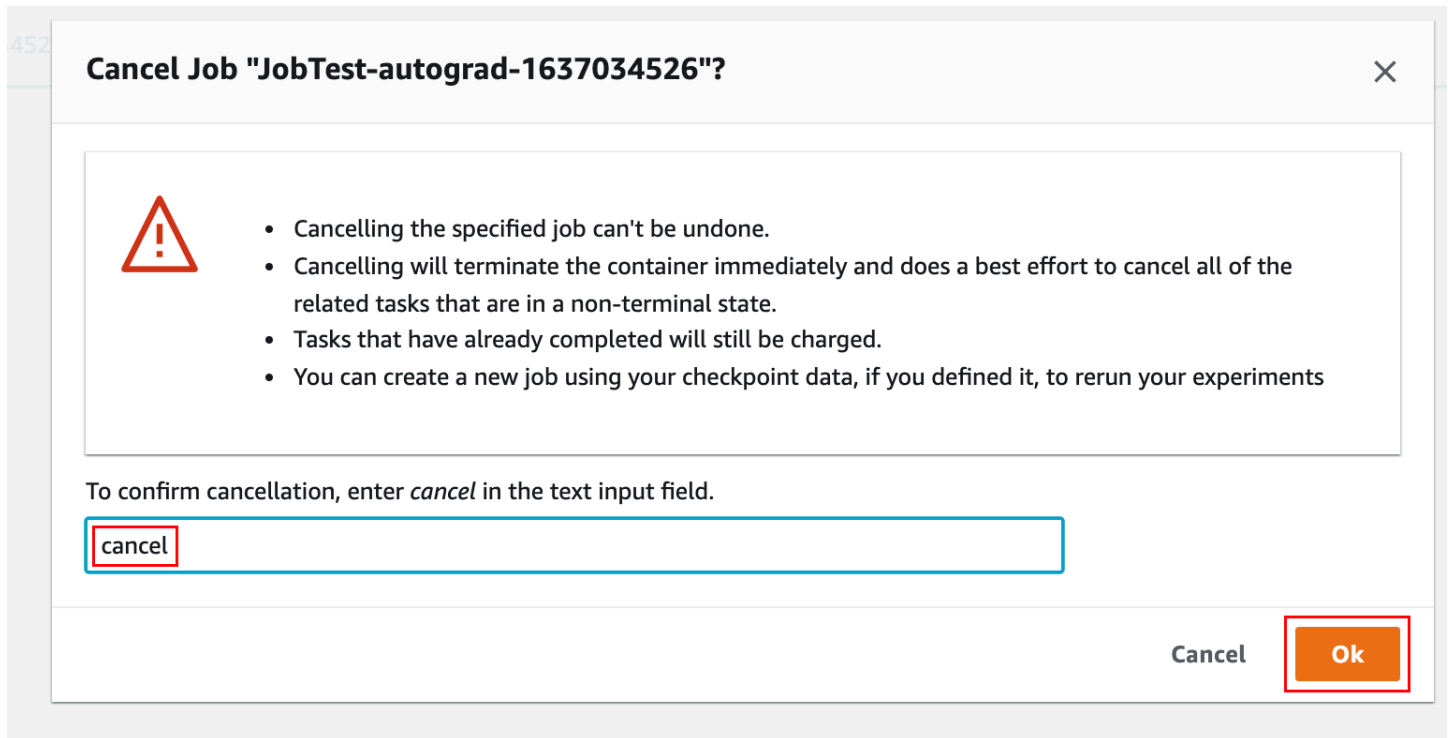 452
Cancel Job "JobTest-autograd-1637034526"?
• Cancelling the specified job can't be undone.
• Cancelling will terminate the container immediately and does a best effort to cancel all of the
related tasks that are in a non-terminal state.
• Tasks that have already completed will still be charged.
• You can create a new job using your checkpoint data, if you defined it, to rerun your experiments
To confirm cancellation, enter cancel in the text input field.
cancel
Cancel
Ok